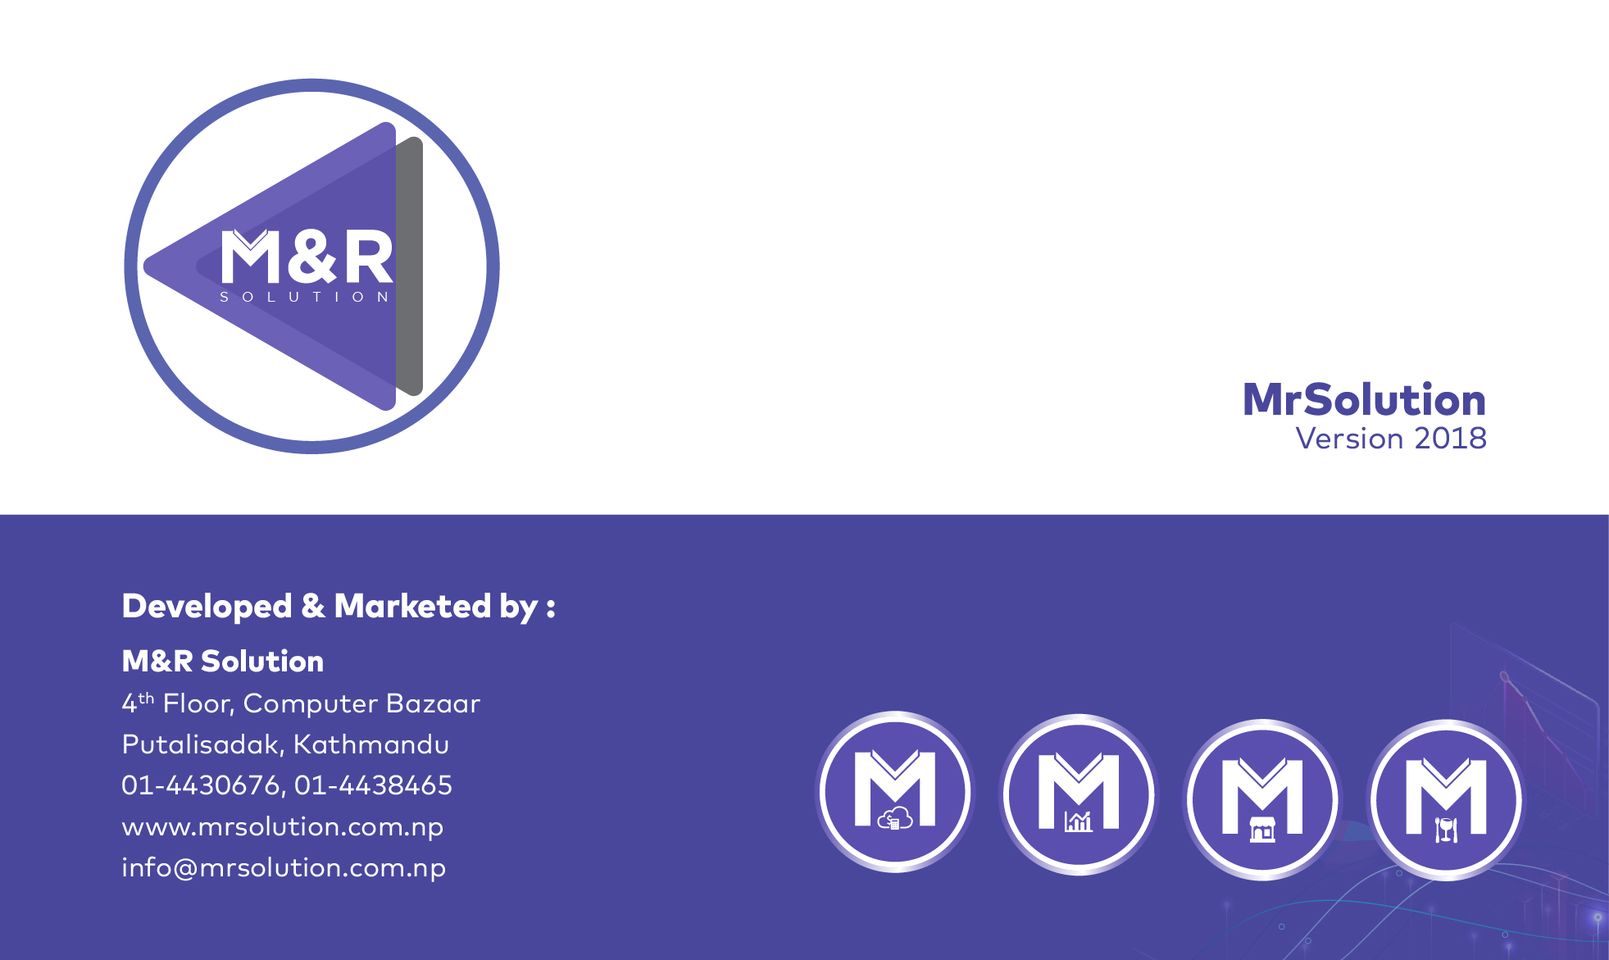 M&R
SOLUTION
MrSolution
Version 2018
Developed & Marketed by :
M&R Solution
4th Floor, Computer Bazaar
Putalisadak, Kathmandu
01-4430676, 01-4438465
www.mrsolution.com.np
info@mrsolution.com.np
M M M M